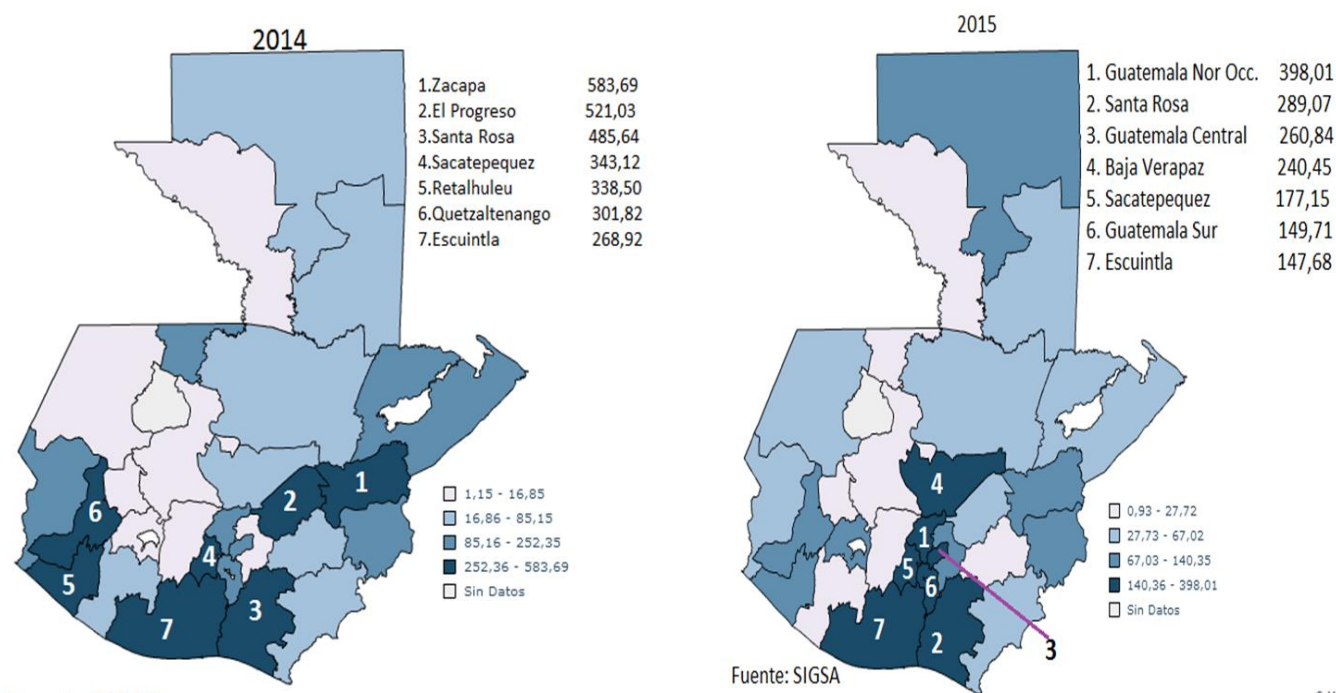 2014
1.Zacapa 583,69
2.El Progreso 521,03
3.Santa Rosa 485,64
4.Sacatepequez 343,12
5.Retalhuleu 338,50
6.Quetzaltenango 301,82
7.Escuintla 268,92
1
2
6
4
5
3
7
1,15 - 16,85
16,86 - 85,15
85,16 - 252,35
252,36 - 583,69
Sin Datos
2015
1. Guatemala Nor Occ. 398,01
2. Santa Rosa 289,07
3. Guatemala Central 260,84
4. Baja Verapaz 240,45
5. Sacatepequez 177,15
6. Guatemala Sur 149,71
7. Escuintla 147,68
4
1
5
6
7
2
3
0,93 - 27,72
27,73 - 67,02
67,03 - 140,35
140,36 - 398,01
Sin Datos
Fuente: SIGSA